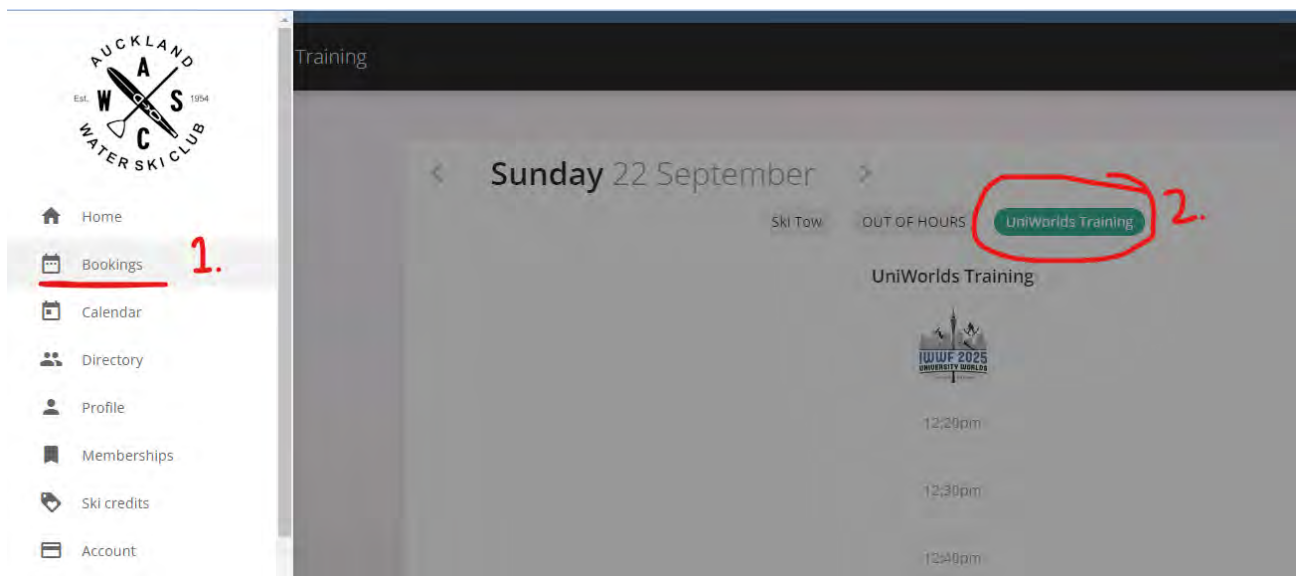 AUCKLAND
A
Est. W S 1954
C
WATER SKI CLUB
Home
Bookings
1.
Calendar
Directory
Profile
Memberships
Ski credits
Account
Training
Sunday 22 September
Ski Tow OUT OF HOURS UniWorlds Training 2.
UniWorlds Training
IWWF 2025
UNIVERSITY WORLDS
12:20pm
12:30pm
12:40pm